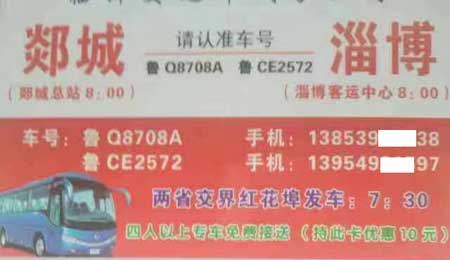 郯城 请认准车号 淄博
鲁 Q8708A 鲁 CE2572
(郯城总站 8:00) (淄博客运中心 8:00)
车号: 鲁 Q8708A 手机: 138539 38
鲁 CE2572 手机: 139549 97
两省交界红花埠发车: 7:30
四人以上专车免费接送 (持此卡优惠 10 元)